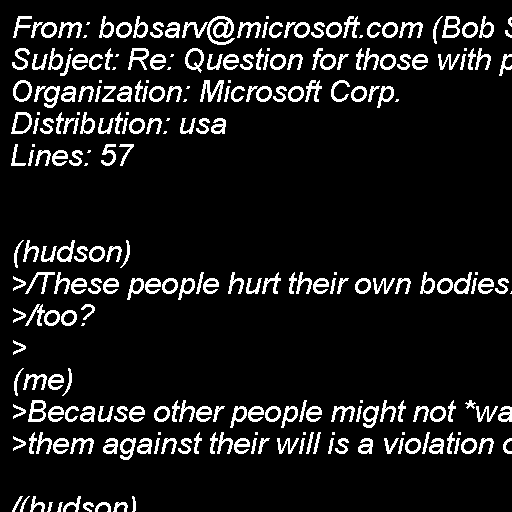 From: bobsarv@microsoft.com (Bob S
Subject: Re: Question for those with p
Organization: Microsoft Corp.
Distribution: usa
Lines: 57
(hudson)
>/These people hurt their own bodies.
>/too?
>
(me)
>Because other people might not *wa
>them against their will is a violation o
/(hudson)